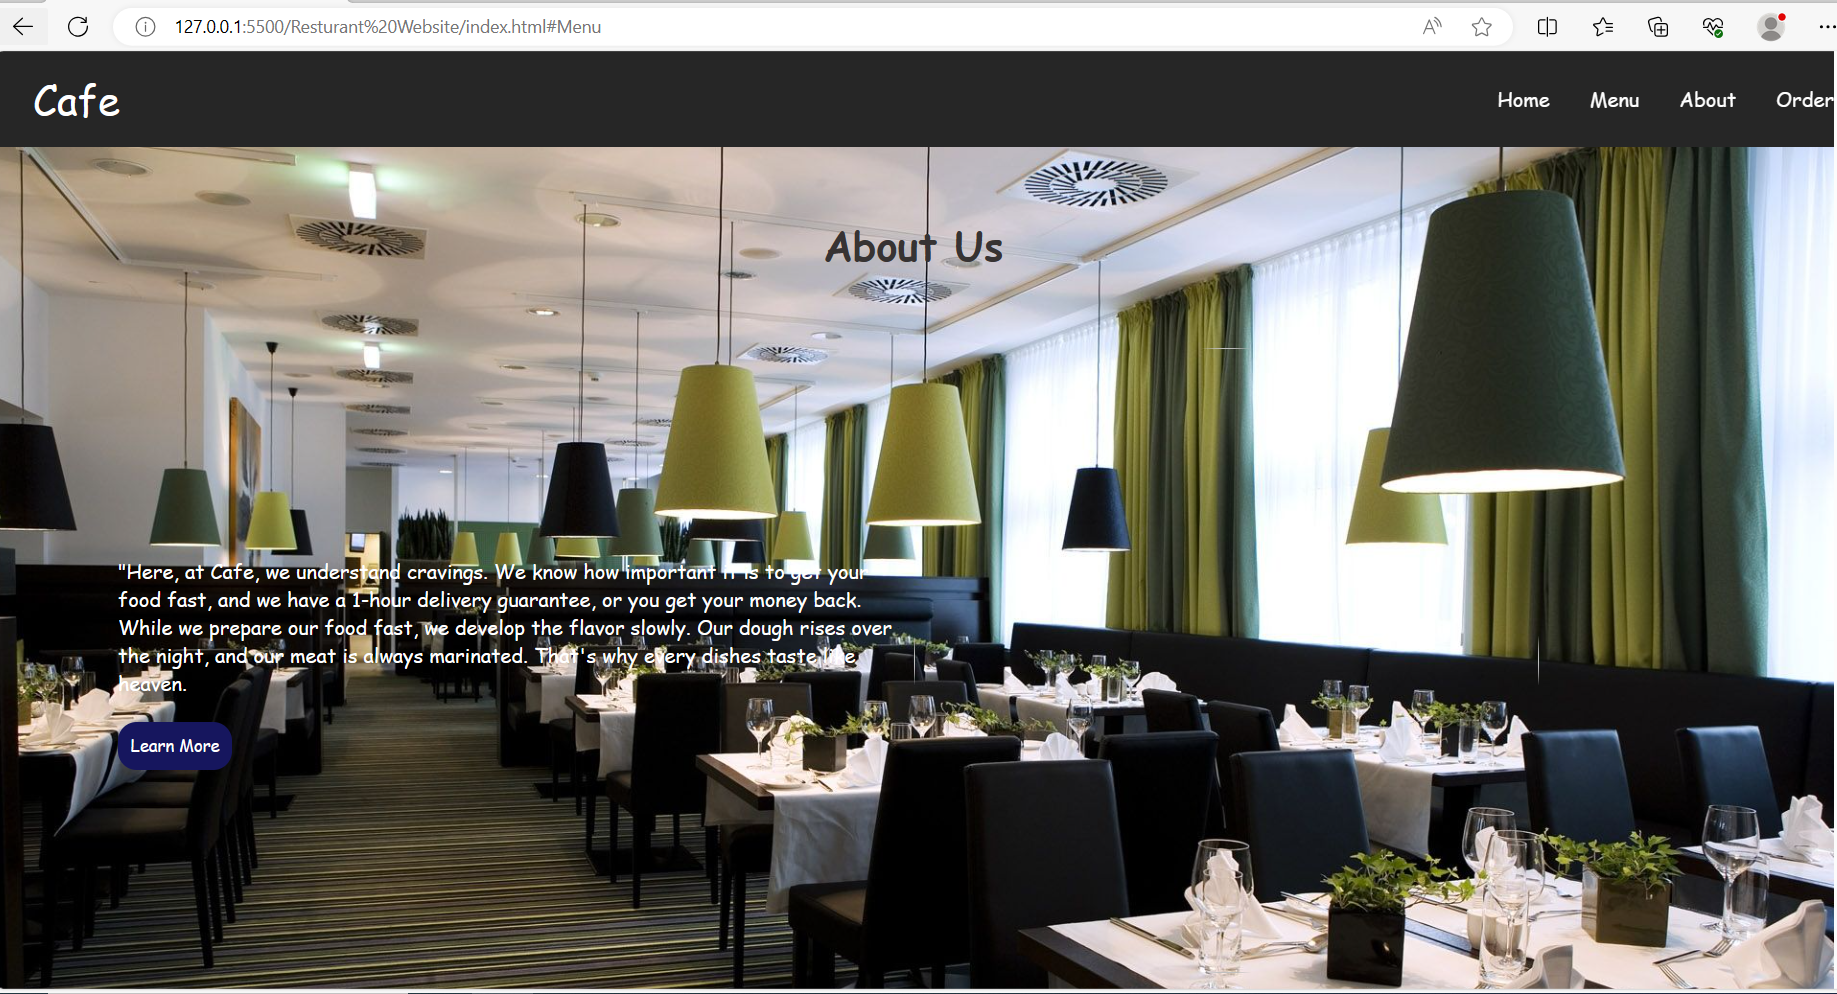 127.0.0.1:5500/Resturant%20Website/index.html#Menu
Cafe
Home Menu About Order
About Us
"Here, at Cafe, we understand cravings. We know how important it is to get your
food fast, and we have a 1-hour delivery guarantee, or you get your money back.
While we prepare our food fast, we develop the flavor slowly. Our dough rises over
the night, and our meat is always marinated. That's why every dishes taste like
heaven.
Learn More